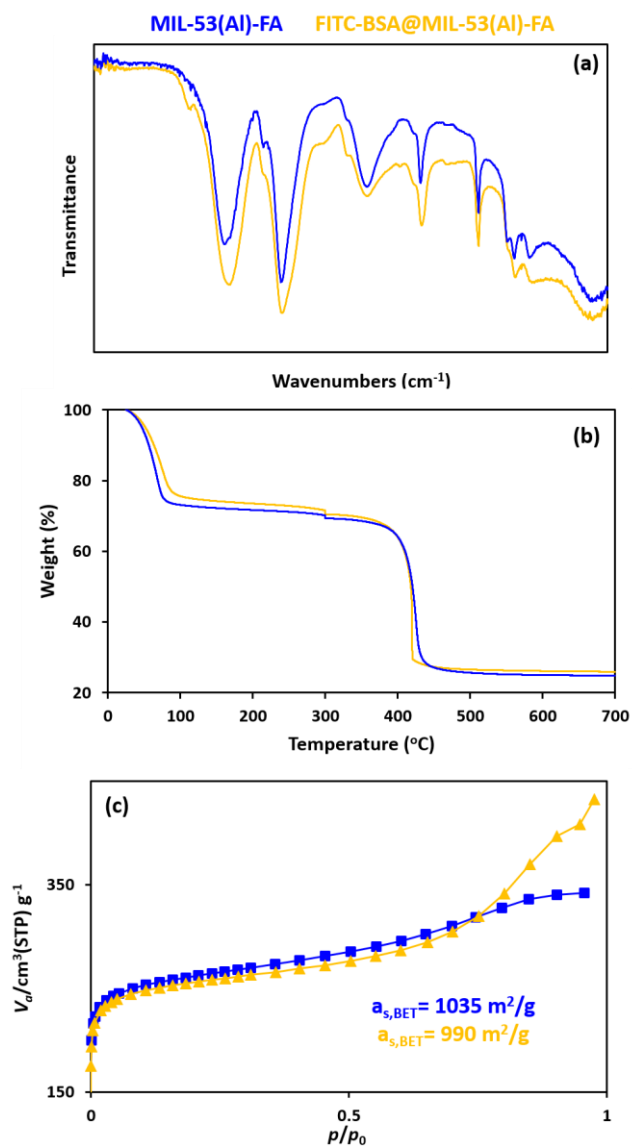 MIL-53(Al)-FA FITC-BSA@MIL-53(Al)-FA
(a)
Transmittance
Wavenumbers (cm-1)
100
80
60
40
20
(b)
Weight (%)
0 100 200 300 400 500 600 700
Temperature (oC)
(c)
350
150
Va/cm3(STP) g-1
as,BET= 1035 m2/g
as,BET= 990 m2/g
0 0.5 1
p/p0